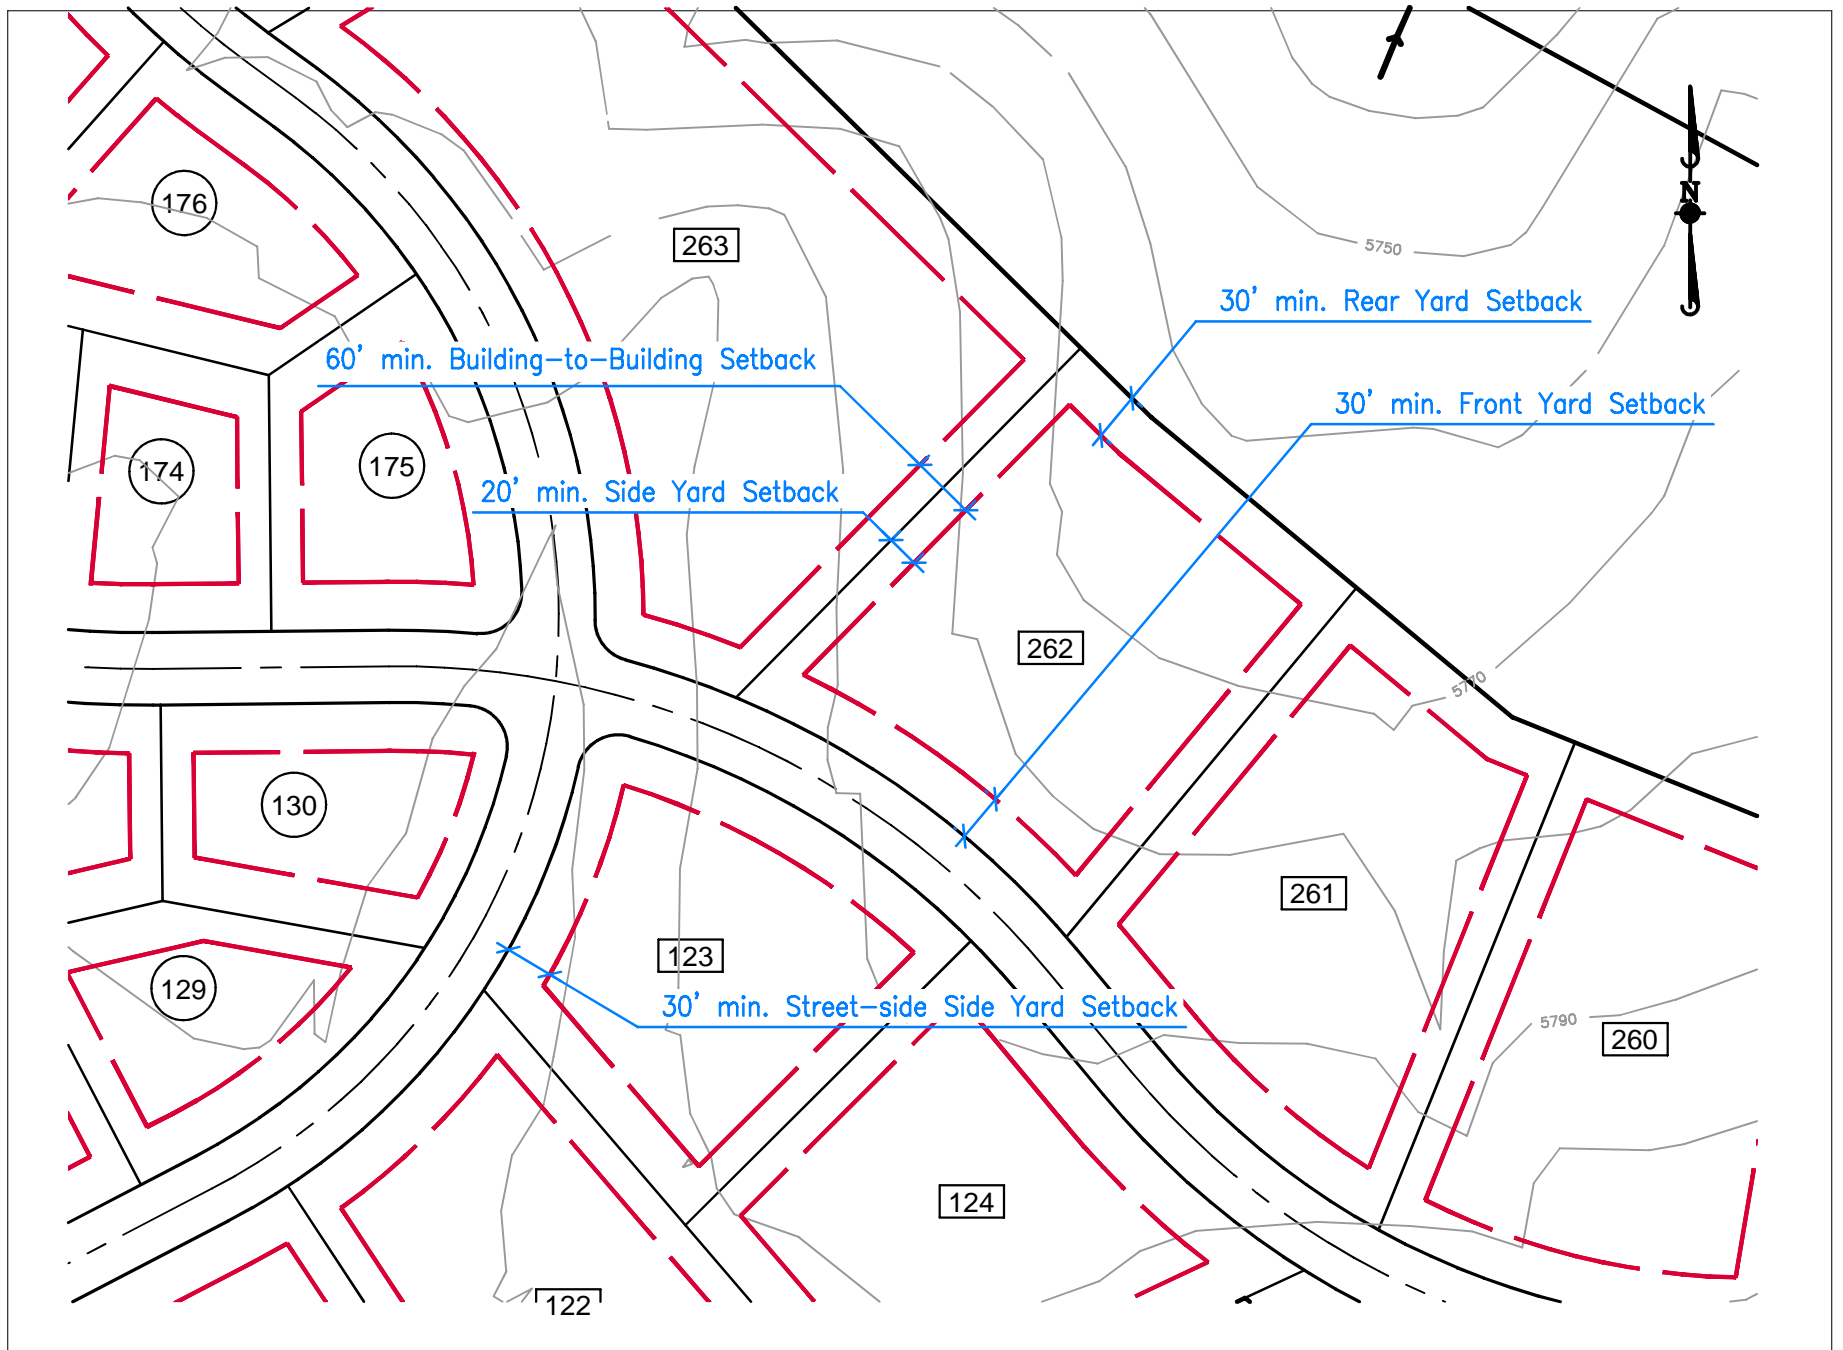 176
N
263
5750
30' min. Rear Yard Setback
60' min. Building-to-Building Setback
30' min. Front Yard Setback
174
175
20' min. Side Yard Setback
262
5770
130
261
123
129
30' min. Street-side Side Yard Setback
5790
260
124
122